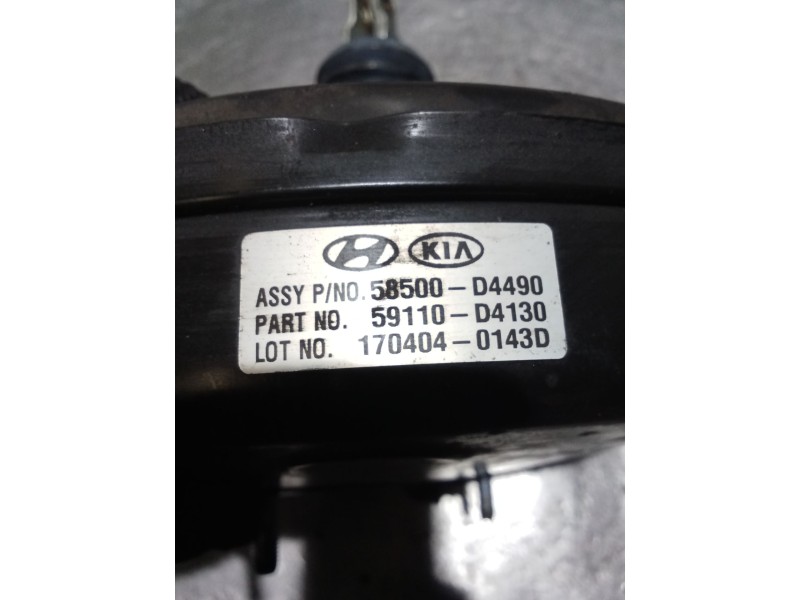 KIA
ASSY P/NO. 58500-D4490
PART NO. 59110-D4130
LOT NO. 170404-0143D